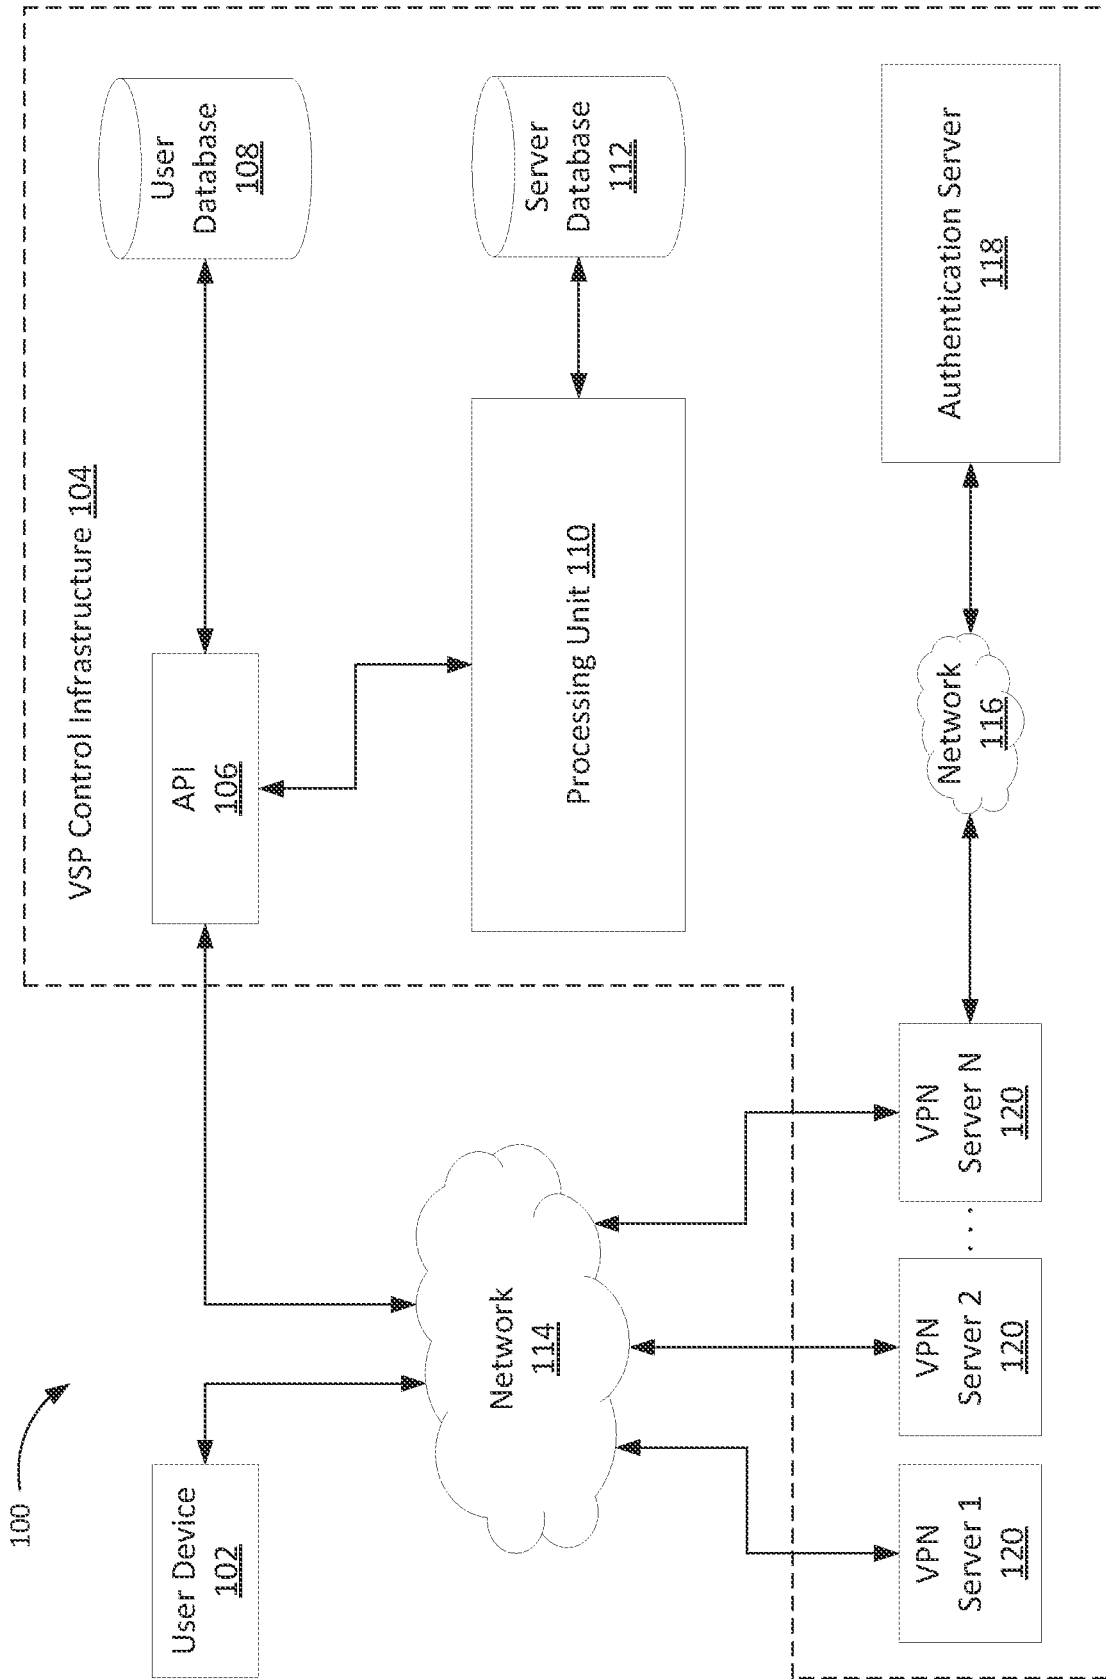 100
User Device
102
Network
114
VSP Control Infrastructure 104
API
106
User
Database
108
Processing Unit 110
Server
Database
112
VPN
Server 1
120
VPN
Server 2
120
. . .
VPN
Server N
120
Network
116
Authentication Server
118